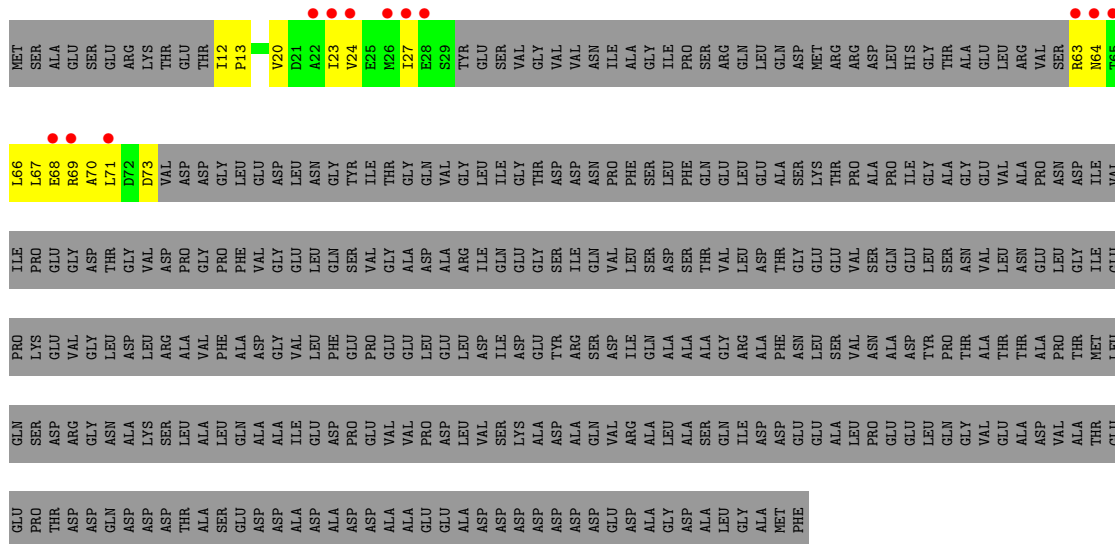 MET SER ALA GLU SER GLU ARG LYS THR GLU THR I12 P13 V20 D21 A22 I23 V24 E25 M26 I27 E28 S29 TYR GLU SER VAL GLY VAL VAL ASN ILE ALA GLY ILE PRO SER ARG GLN LEU GLN ASP MET ARG ARG ASP LEU HIS GLY THR ALA GLU LEU ARG VAL SER R63 N64 T65
L66 L67 E68 R69 A70 L71 D72 D73 VAL ASP ASP GLY LEU GLU ASP LEU ASN GLY TYR ILE THR GLY GLN VAL GLY LEU ILE GLY THR ASP ASP ASN PRO PHE SER LEU PHE GLN GLU LEU GLU ALA SER LYS THR PRO ALA PRO ILE GLY ALA GLY GLU VAL ALA PRO ASN ASP ILE VAL
ILE PRO GLU GLY ASP THR GLY VAL ASP PRO GLY PRO PHE VAL GLY GLU LEU GLN SER VAL GLY ALA ASP ALA ARG ILE GLN GLU GLY SER ILE GLN VAL LEU SER ASP SER THR VAL LEU ASP THR GLY GLU GLU VAL SER GLN GLU LEU SER ASN VAL LEU ASN GLU LEU GLY ILE GLU
PRO LYS GLU VAL GLY LEU ASP LEU ARG ALA VAL PHE ALA ASP GLY VAL LEU PHE GLU PRO GLU GLU LEU GLU LEU ASP ILE ASP GLU TYR ARG SER ASP ILE GLN ALA ALA ALA GLY ARG ALA PHE ASN LEU SER VAL ASN ALA ASP TYR PRO THR ALA THR THR ALA PRO THR MET LEU
GLN SER ASP ARG GLY ASN ALA LYS SER LEU ALA LEU GLN ALA ALA ILE GLU ASP PRO GLU VAL VAL PRO ASP LEU VAL SER LYS ALA ASP ALA GLN VAL ARG ALA LEU ALA SER GLN ILE ASP ASP GLU GLU ALA LEU PRO GLU GLU LEU GLN GLY VAL GLU ALA ASP VAL ALA THR GLU
GLU PRO THR ASP ASP GLN ASP ASP THR ALA SER GLU ASP ASP ALA ASP ALA ASP ASP ALA ALA GLU GLU ALA ASP ASP ASP ASP ASP ASP GLU ASP ALA GLY ASP ALA LEU GLY ALA MET PHE